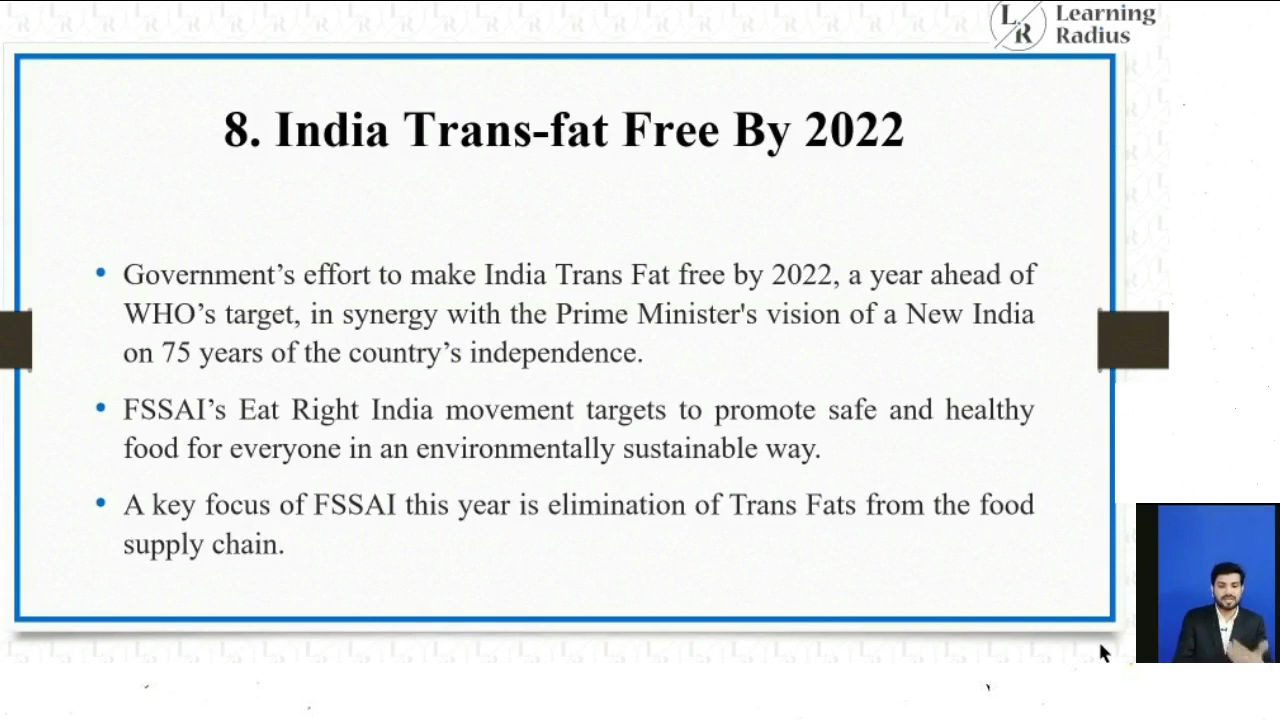 L
R
Learning
Radius
8. India Trans-fat Free By 2022
• Government’s effort to make India Trans Fat free by 2022, a year ahead of
WHO’s target, in synergy with the Prime Minister's vision of a New India
on 75 years of the country’s independence.
• FSSAI’s Eat Right India movement targets to promote safe and healthy
food for everyone in an environmentally sustainable way.
• A key focus of FSSAI this year is elimination of Trans Fats from the food
supply chain.